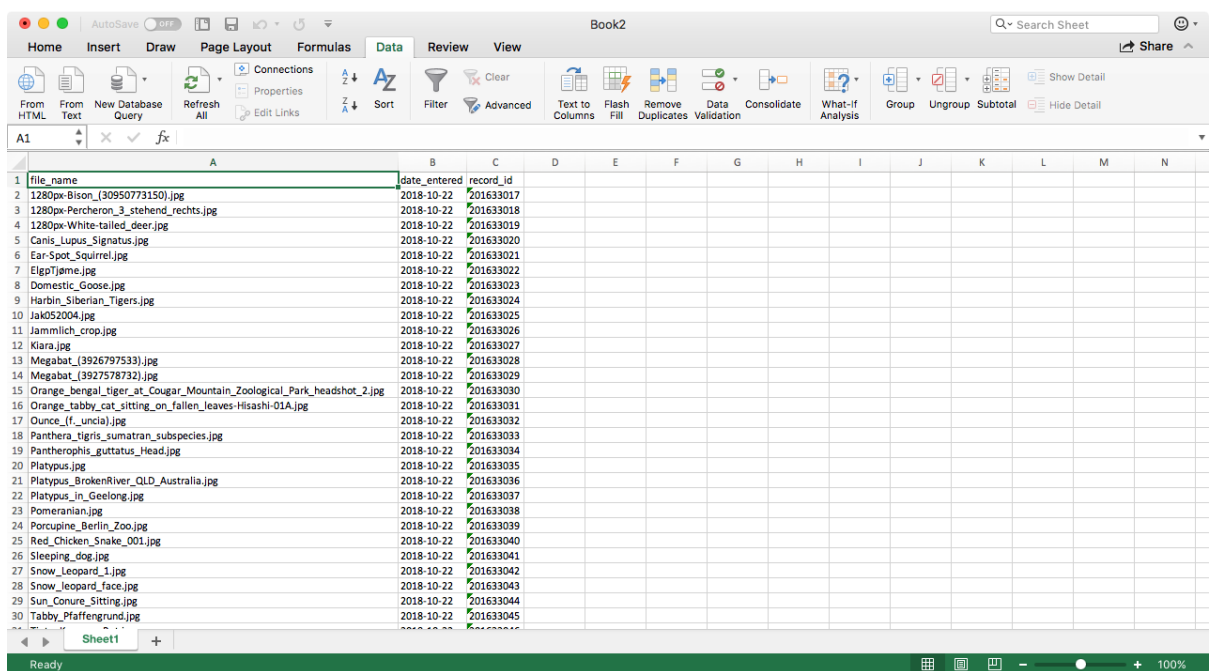 AutoSave OFF Book2 Search Sheet
Home Insert Draw Page Layout Formulas Data Review View Share
Connections
Properties
Edit Links
From HTML From Text New Database Query Refresh All Sort Filter Clear Advanced Text to Columns Flash Fill Remove Duplicates Data Validation Consolidate What-If Analysis Group Ungroup Subtotal Show Detail Hide Detail
A1 fx
A B C D E F G H I J K L M N
1 file_name date_entered record_id
2 1280px-Bison_(30950773150).jpg 2018-10-22 201633017
3 1280px-Percheron_3_stehend_rechts.jpg 2018-10-22 201633018
4 1280px-White-tailed_deer.jpg 2018-10-22 201633019
5 Canis_Lupus_Signatus.jpg 2018-10-22 201633020
6 Ear-Spot_Squirrel.jpg 2018-10-22 201633021
7 ElgpTjøme.jpg 2018-10-22 201633022
8 Domestic_Goose.jpg 2018-10-22 201633023
9 Harbin_Siberian_Tigers.jpg 2018-10-22 201633024
10 Jak052004.jpg 2018-10-22 201633025
11 Jammlich_crop.jpg 2018-10-22 201633026
12 Kiara.jpg 2018-10-22 201633027
13 Megabat_(3926797533).jpg 2018-10-22 201633028
14 Megabat_(3927578732).jpg 2018-10-22 201633029
15 Orange_bengal_tiger_at_Cougar_Mountain_Zoological_Park_headshot_2.jpg 2018-10-22 201633030
16 Orange_tabby_cat_sitting_on_fallen_leaves-Hisashi-01A.jpg 2018-10-22 201633031
17 Ounce_(f._uncia).jpg 2018-10-22 201633032
18 Panthera_tigris_sumatran_subspecies.jpg 2018-10-22 201633033
19 Pantherophis_guttatus_Head.jpg 2018-10-22 201633034
20 Platypus.jpg 2018-10-22 201633035
21 Platypus_BrokenRiver_QLD_Australia.jpg 2018-10-22 201633036
22 Platypus_in_Geelong.jpg 2018-10-22 201633037
23 Pomeranian.jpg 2018-10-22 201633038
24 Porcupine_Berlin_Zoo.jpg 2018-10-22 201633039
25 Red_Chicken_Snake_001.jpg 2018-10-22 201633040
26 Sleeping_dog.jpg 2018-10-22 201633041
27 Snow_Leopard_1.jpg 2018-10-22 201633042
28 Snow_leopard_face.jpg 2018-10-22 201633043
29 Sun_Conure_Sitting.jpg 2018-10-22 201633044
30 Tabby_Pfaffengrund.jpg 2018-10-22 201633045
Sheet1 +
Ready 100%